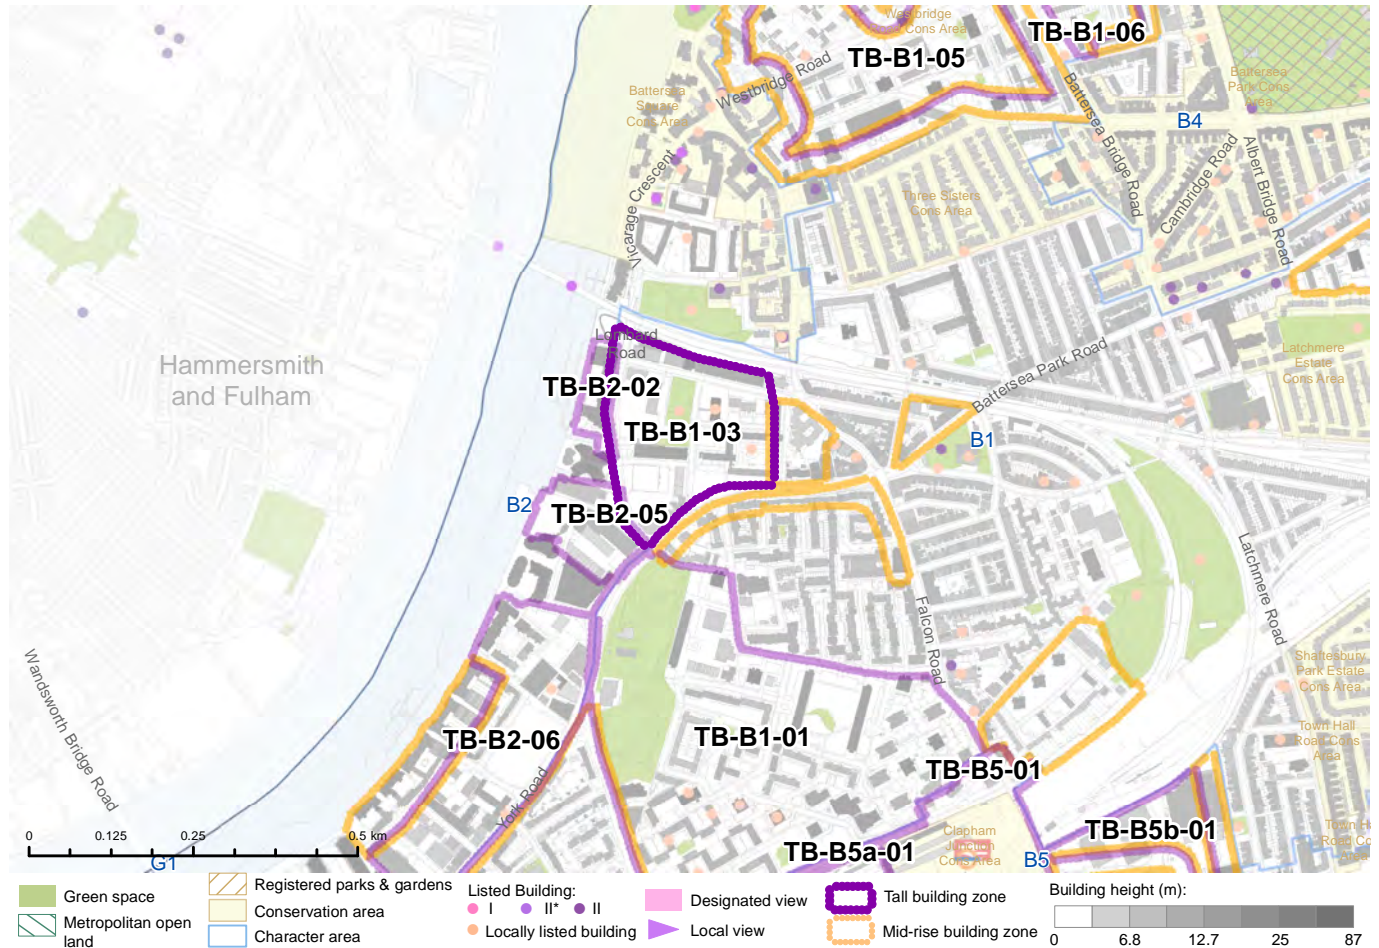 Westbridge
Road Cons Area
TB-B1-06
TB-B1-05
Westbridge Road
Battersea
Park Cons
Area
Battersea
Square
Cons Area
Battersea Bridge Road
B4
Albert Bridge Road
Cambridge Road
Vicarage Crescent
Three Sisters
Cons Area
Lombard
Road
Hammersmith
and Fulham
Battersea Park Road
Latchmere
Estate
Cons Area
TB-B2-02
TB-B1-03
B1
B2
TB-B2-05
Latchmere Road
Falcon Road
Wandsworth Bridge Road
Shaftesbury
Park Estate
Cons Area
TB-B2-06
TB-B1-01
Town Hall
Road Cons
Area
TB-B5-01
York Road
0 0.125 0.25 0.5 km
G1
Clapham
Junction
Cons Area
TB-B5a-01
B5
TB-B5b-01
Town H
Road Co
Area
Green space
Metropolitan open
land
Registered parks & gardens
Conservation area
Character area
Listed Building:
I II* II
Locally listed building
Designated view
Local view
Tall building zone
Mid-rise building zone
Building height (m):
0 6.8 12.7 25 87